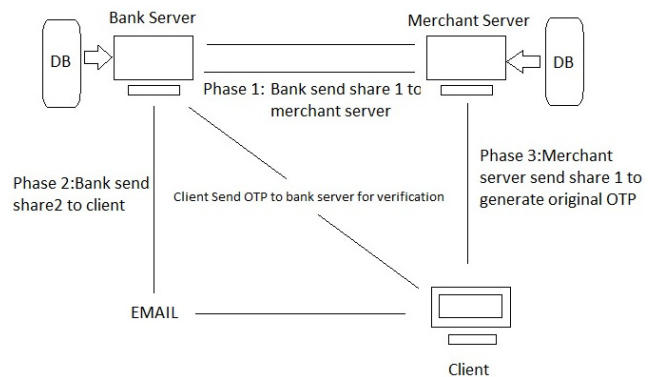 Bank Server
Merchant Server
DB
DB
Phase 1: Bank send share 1 to
merchant server
Phase 2:Bank send
share2 to client
Client Send OTP to bank server for verification
Phase 3:Merchant
server send share 1 to
generate original OTP
EMAIL
Client